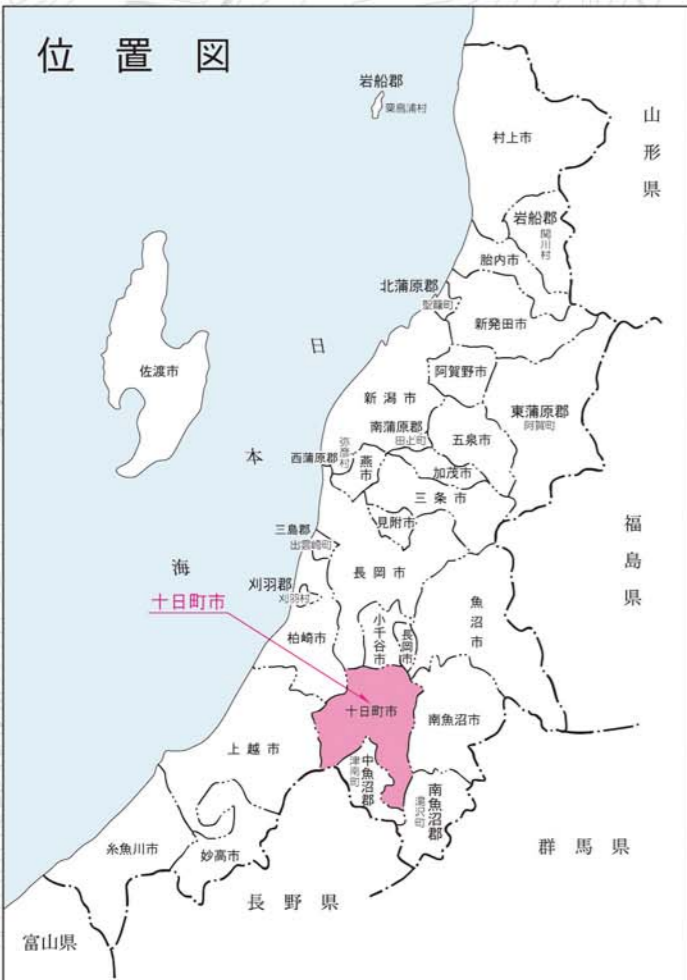 位置図
岩船郡
粟島浦村
村上市
山形県
岩船郡
関川村
胎内市
北蒲原郡
聖籠町
新発田市
佐渡市
日本海
阿賀野市
新潟市
東蒲原郡
阿賀町
南蒲原郡
田上町
五泉市
西蒲原郡
弥彦村
燕市
加茂市
三条市
見附市
三島郡
出雲崎町
長岡市
福島県
刈羽郡
刈羽村
十日町市
魚沼市
柏崎市
小千谷市
長岡市
十日町市
南魚沼市
上越市
中魚沼郡
津南町
南魚沼郡
湯沢町
糸魚川市
妙高市
群馬県
長野県
富山県